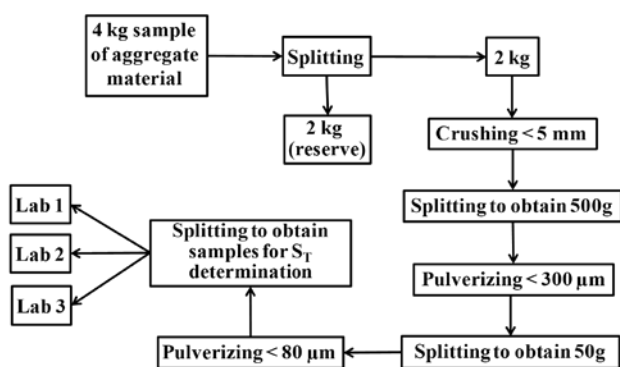 4 kg sample
of aggregate
material
Splitting
2 kg
2 kg
(reserve)
Crushing < 5 mm
Splitting to obtain 500g
Pulverizing < 300 µm
Splitting to obtain 50g
Pulverizing < 80 µm
Splitting to obtain
samples for S_T
determination
Lab 1
Lab 2
Lab 3